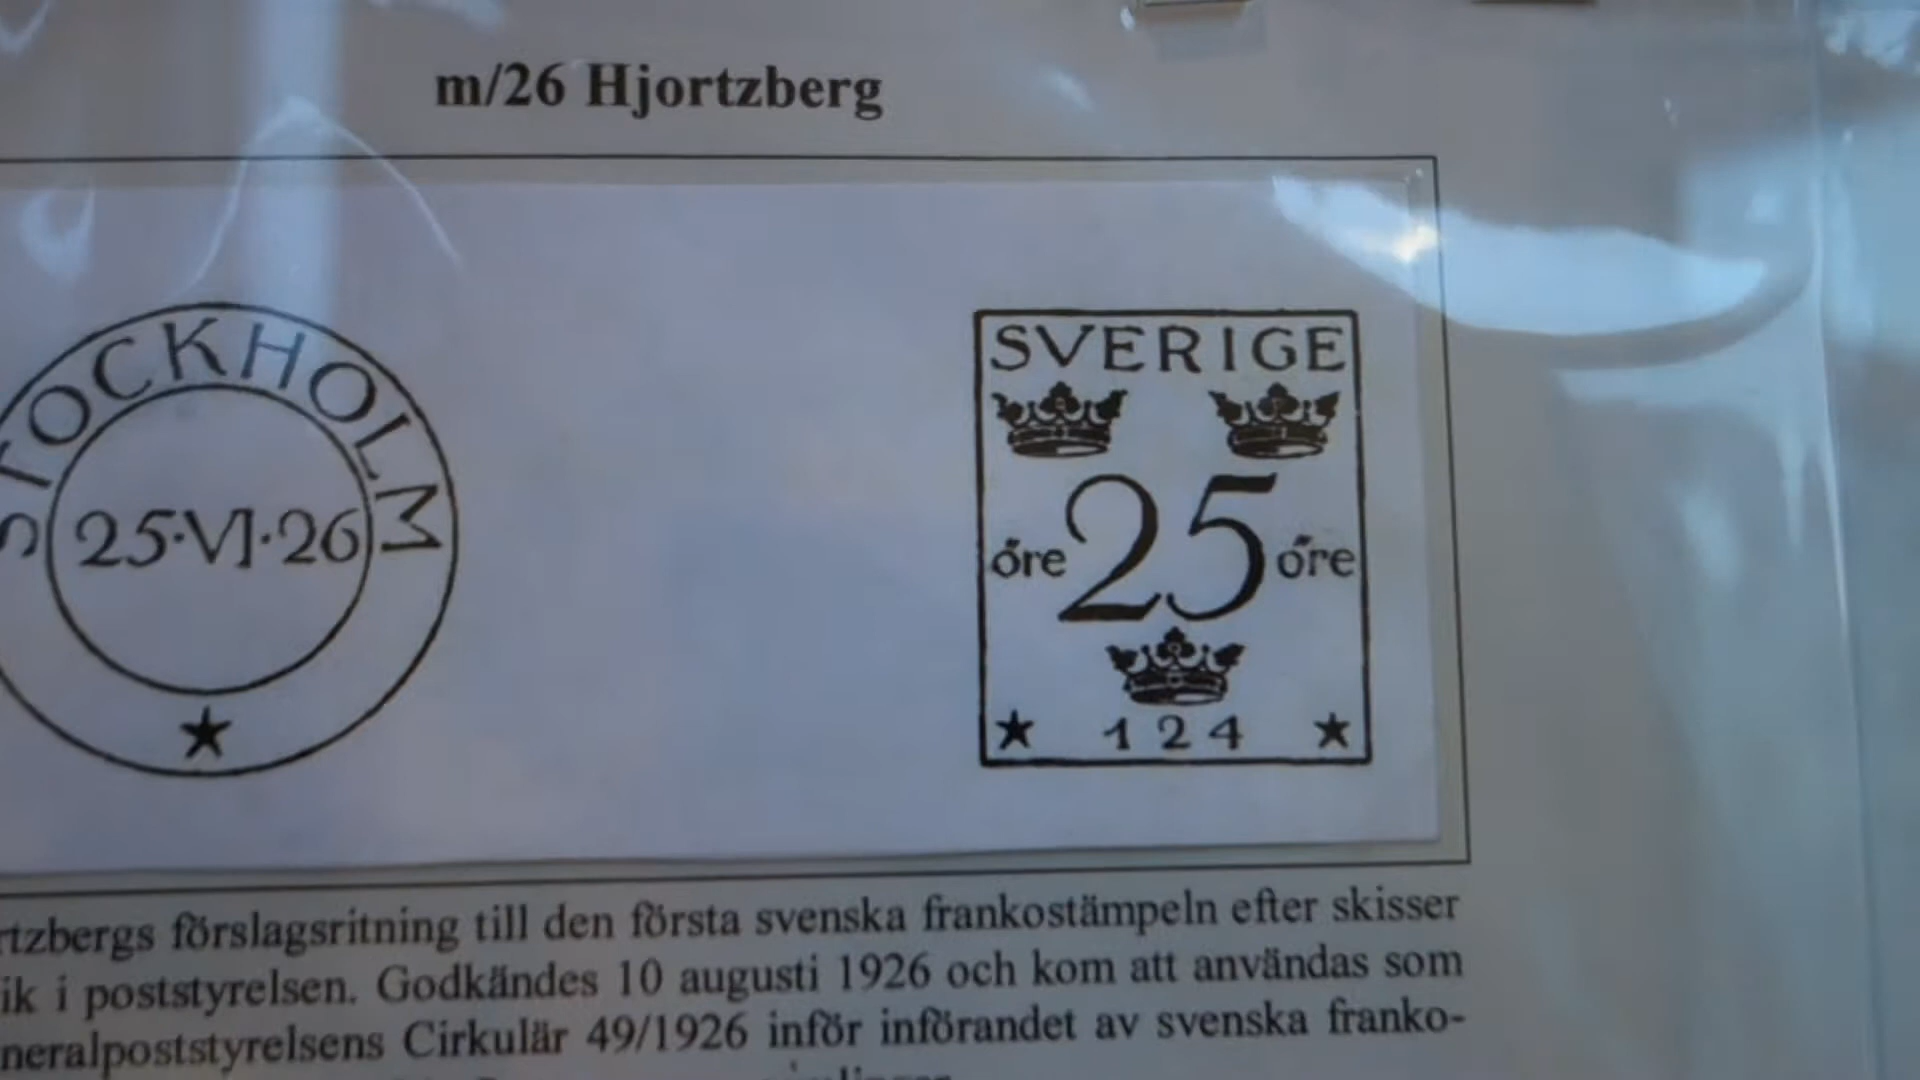 m/26 Hjortzberg
STOCKHOLM
25·VI·26
SVERIGE
öre 25 öre
124
rtzbergs förslagsritning till den första svenska frankostämpeln efter skisser
ik i poststyrelsen. Godkändes 10 augusti 1926 och kom att användas som
neralpoststyrelsens Cirkulär 49/1926 inför införandet av svenska franko-